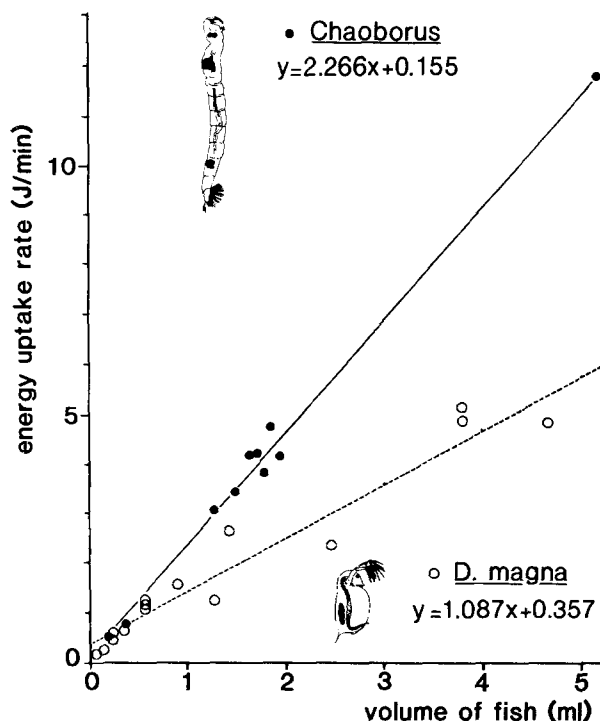 ● Chaoborus
y=2.266x+0.155
energy uptake rate (J/min)
10
5
0
○ D. magna
y=1.087x+0.357
0 1 2 3 4 5
volume of fish (ml)